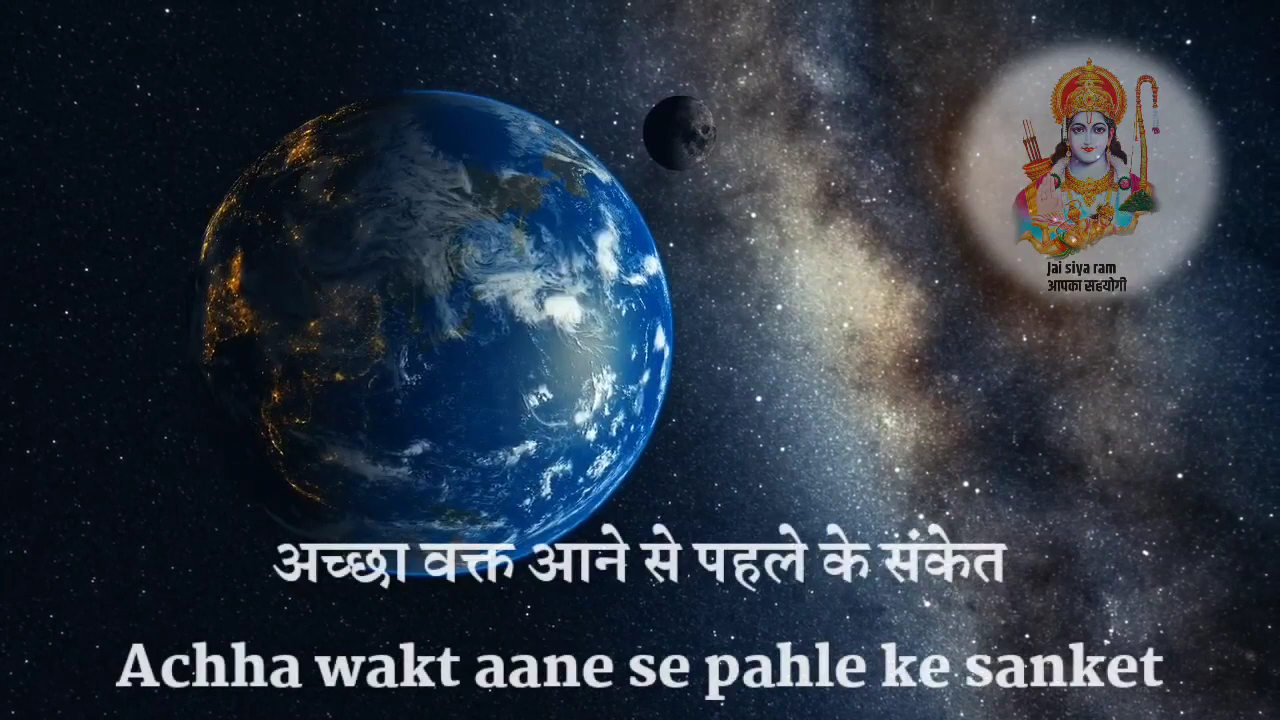 Jai siya ram
आपका सहयोगी
अच्छा वक्त आने से पहले के संकेत
Achha wakt aane se pahle ke sanket